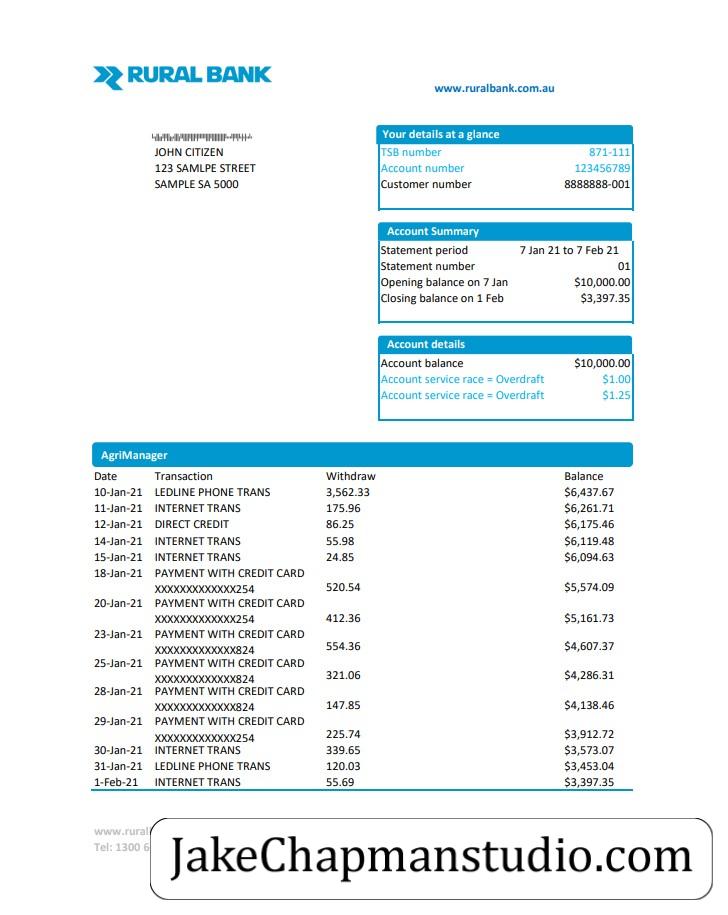 RURAL BANK
www.ruralbank.com.au
JOHN CITIZEN
123 SAMLPE STREET
SAMPLE SA 5000
Your details at a glance
TSB number 871-111
Account number 123456789
Customer number 8888888-001
Account Summary
Statement period 7 Jan 21 to 7 Feb 21
Statement number 01
Opening balance on 7 Jan $10,000.00
Closing balance on 1 Feb $3,397.35
Account details
Account balance $10,000.00
Account service race = Overdraft $1.00
Account service race = Overdraft $1.25
AgriManager
Date Transaction Withdraw Balance
10-Jan-21 LEDLINE PHONE TRANS 3,562.33 $6,437.67
11-Jan-21 INTERNET TRANS 175.96 $6,261.71
12-Jan-21 DIRECT CREDIT 86.25 $6,175.46
14-Jan-21 INTERNET TRANS 55.98 $6,119.48
15-Jan-21 INTERNET TRANS 24.85 $6,094.63
18-Jan-21 PAYMENT WITH CREDIT CARD
XXXXXXXXXXXXX254 520.54 $5,574.09
20-Jan-21 PAYMENT WITH CREDIT CARD
XXXXXXXXXXXXX254 412.36 $5,161.73
23-Jan-21 PAYMENT WITH CREDIT CARD
XXXXXXXXXXXXX824 554.36 $4,607.37
25-Jan-21 PAYMENT WITH CREDIT CARD
XXXXXXXXXXXXX824 321.06 $4,286.31
28-Jan-21 PAYMENT WITH CREDIT CARD
XXXXXXXXXXXXX824 147.85 $4,138.46
29-Jan-21 PAYMENT WITH CREDIT CARD
XXXXXXXXXXXXX254 225.74 $3,912.72
30-Jan-21 INTERNET TRANS 339.65 $3,573.07
31-Jan-21 LEDLINE PHONE TRANS 120.03 $3,453.04
1-Feb-21 INTERNET TRANS 55.69 $3,397.35
www.rural
Tel: 1300 6
JakeChapmanstudio.com